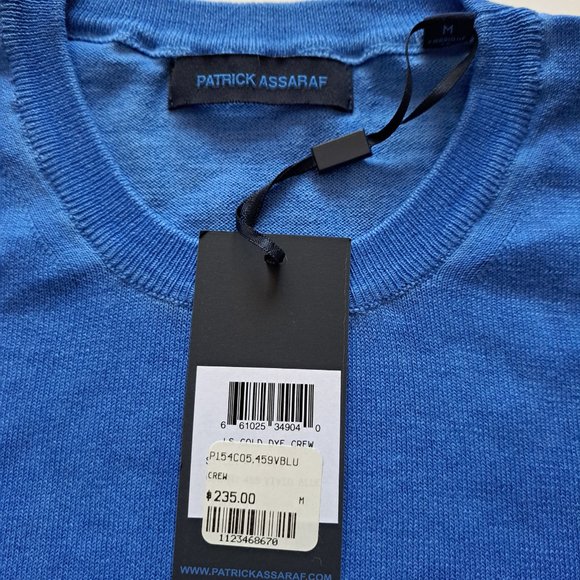 PATRICK ASSARAF
M
6 61025 34904 0
LS COLD DYE CREW
P154C05.459VBLU
CREW
$235.00 M
1123468670
WWW.PATRICKASSARAF.COM